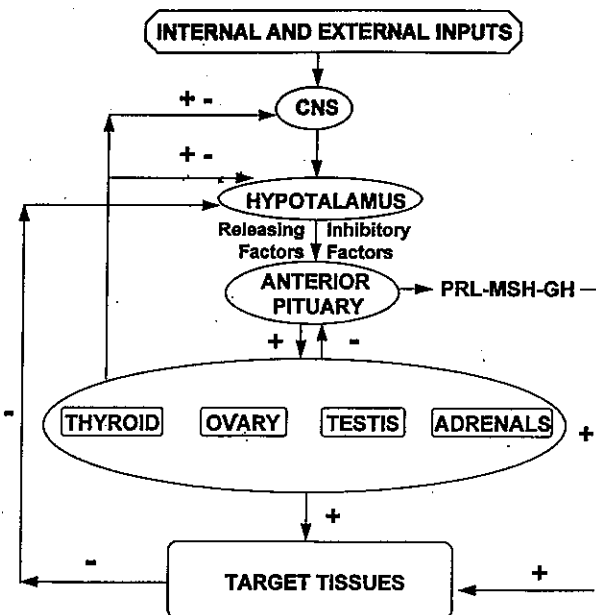 INTERNAL AND EXTERNAL INPUTS
+ -
CNS
+ -
HYPOTALAMUS
Releasing Factors
Inhibitory Factors
ANTERIOR
PITUARY
PRL-MSH-GH
+
-
THYROID
OVARY
TESTIS
ADRENALS
-
+
+
-
TARGET TISSUES
+